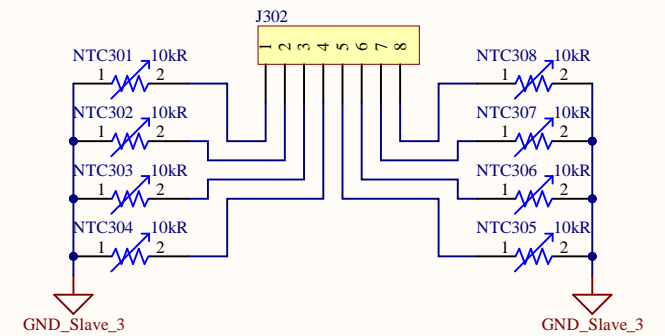 J302
1 2 3 4 5 6 7 8
NTC301 10kR
1 2
NTC302 10kR
1 2
NTC303 10kR
1 2
NTC304 10kR
1 2
GND_Slave_3
NTC308 10kR
1 2
NTC307 10kR
1 2
NTC306 10kR
1 2
NTC305 10kR
1 2
GND_Slave_3